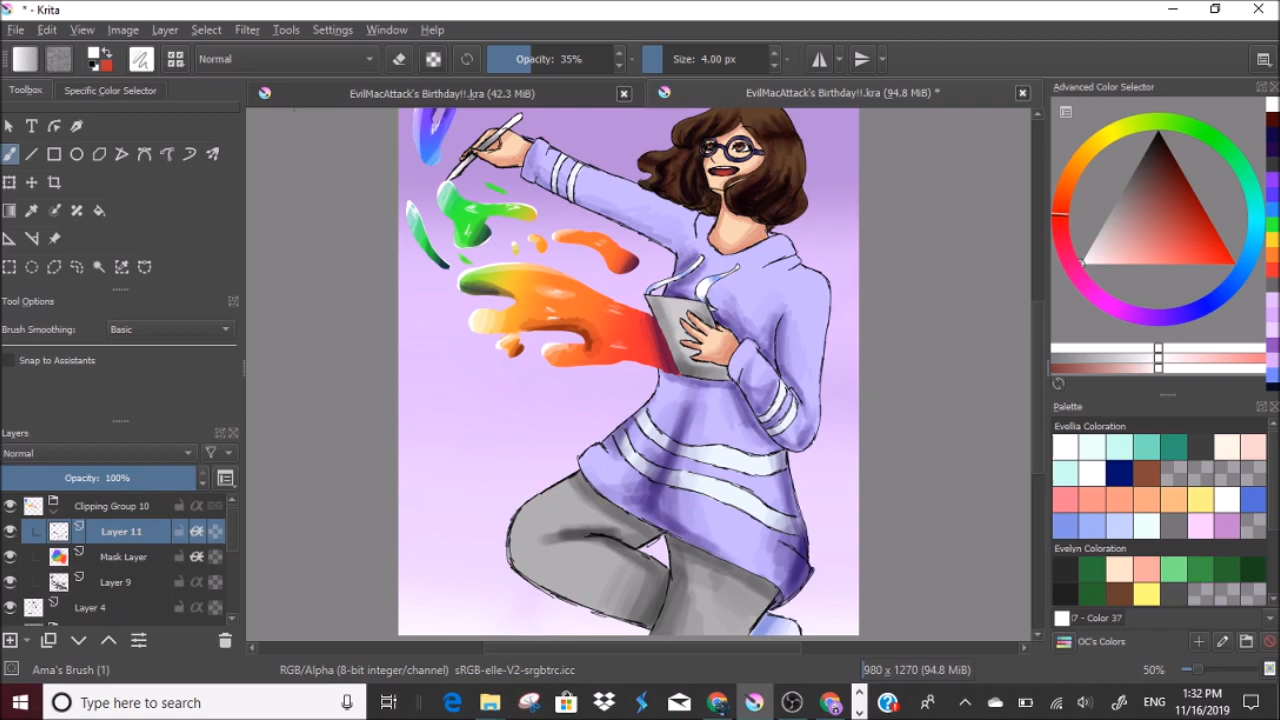 * - Krita
File Edit View Image Layer Select Filter Tools Settings Window Help
Normal Opacity: 35% Size: 4.00 px
Toolbox Specific Color Selector
EvilMacAttack's Birthday!!.kra (42.3 MiB)
EvilMacAttack's Birthday!!.kra (94.8 MiB) *
Advanced Color Selector
Tool Options
Brush Smoothing: Basic
Snap to Assistants
Layers
Normal
Opacity: 100%
Clipping Group 10
Layer 11
Mask Layer
Layer 9
Layer 4
Palette
Evellia Coloration
Evelyn Coloration
i7 - Color 37
OC's Colors
Ama's Brush (1)
RGB/Alpha (8-bit integer/channel) sRGB-elle-V2-srgbtrc.icc
980 x 1270 (94.8 MiB)
50%
Type here to search
ENG
1:32 PM
11/16/2019